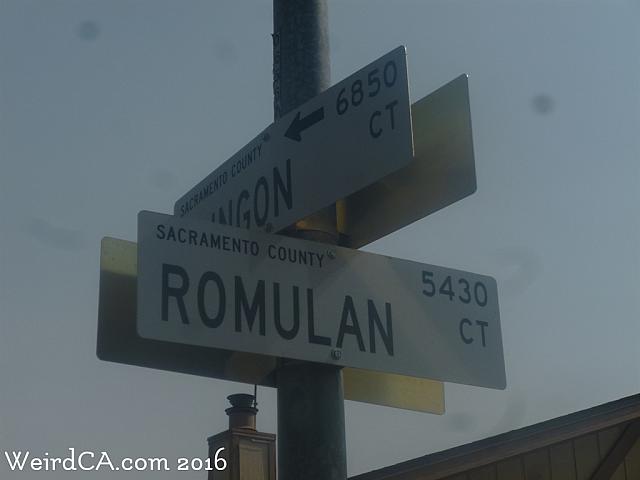 SACRAMENTO COUNTY
6850
NGON CT
SACRAMENTO COUNTY
5430
ROMULAN CT
WeirdCA.com 2016